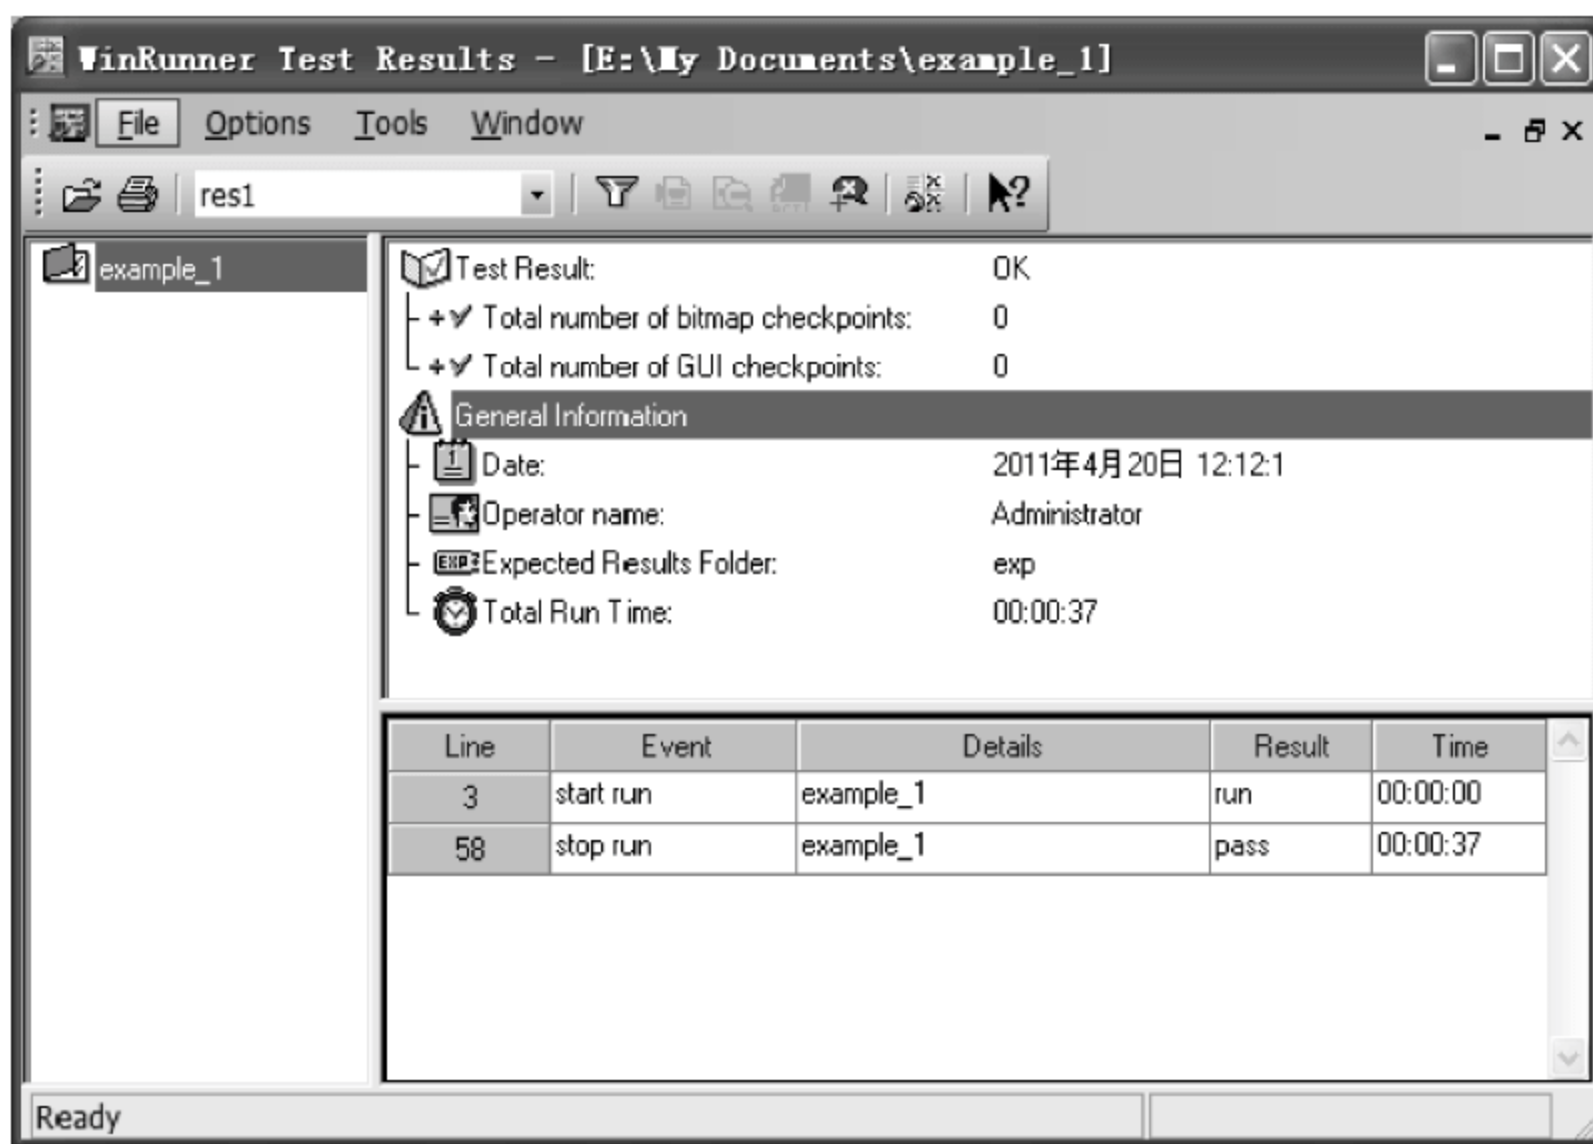 WinRunner Test Results - [E:\My Documents\example_1]
File Options Tools Window
res1
example_1
Test Result: OK
Total number of bitmap checkpoints: 0
Total number of GUI checkpoints: 0
General Information
Date: 2011年4月20日 12:12:1
Operator name: Administrator
Expected Results Folder: exp
Total Run Time: 00:00:37
Line Event Details Result Time
3 start run example_1 run 00:00:00
58 stop run example_1 pass 00:00:37
Ready